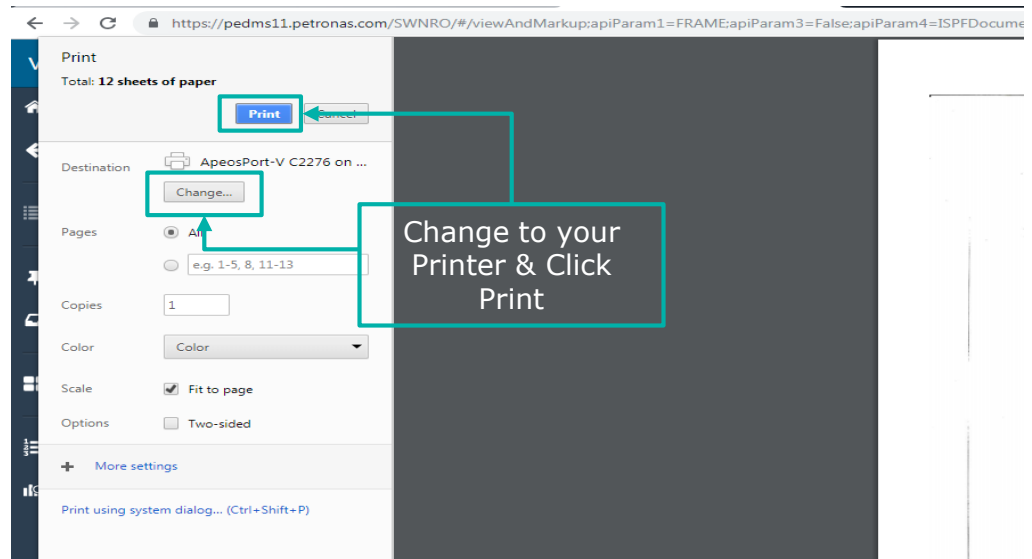 https://pedms11.petronas.com/SWNRO/#/viewAndMarkup;apiParam1=FRAME;apiParam3=False;apiParam4=ISPFDocume
Print
Total: 12 sheets of paper
Print Cancel
Destination ApeosPort-V C2276 on ...
Change...
Pages All
e.g. 1-5, 8, 11-13
Copies 1
Color Color
Scale Fit to page
Options Two-sided
More settings
Print using system dialog... (Ctrl+Shift+P)
Change to your
Printer & Click
Print